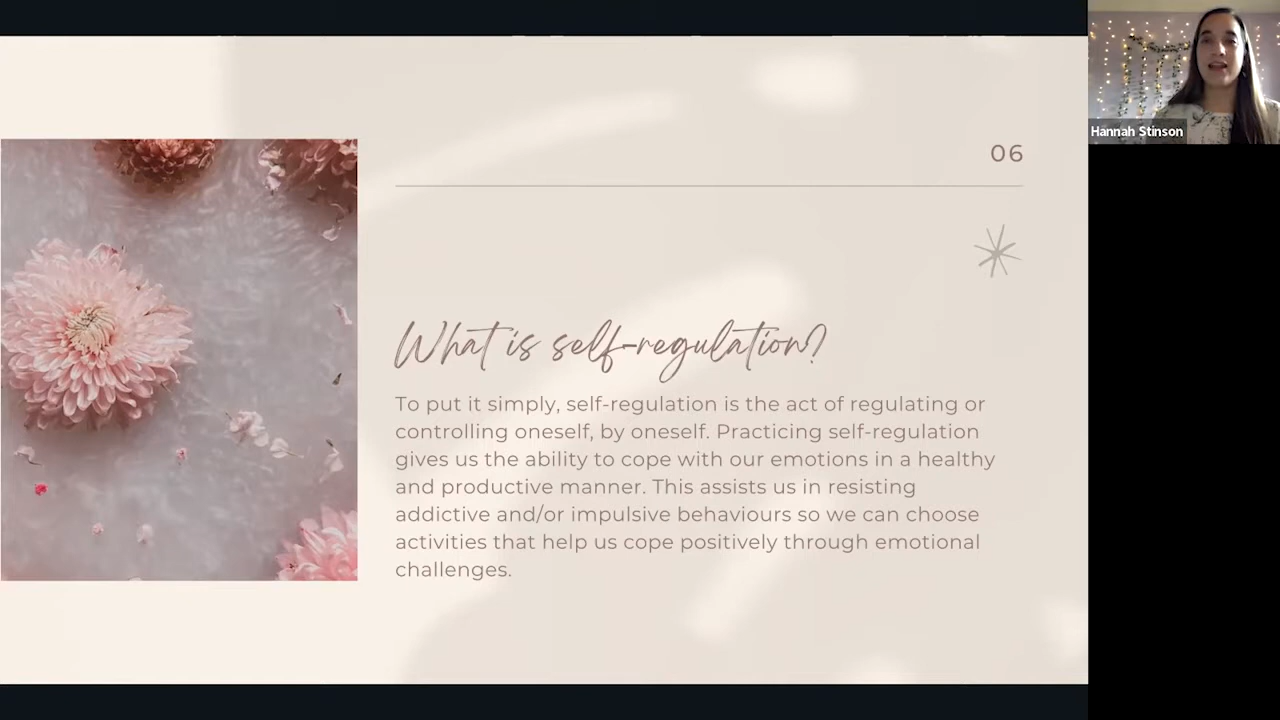 Hannah Stinson
06
What is self-regulation?
To put it simply, self-regulation is the act of regulating or
controlling oneself, by oneself. Practicing self-regulation
gives us the ability to cope with our emotions in a healthy
and productive manner. This assists us in resisting
addictive and/or impulsive behaviours so we can choose
activities that help us cope positively through emotional
challenges.